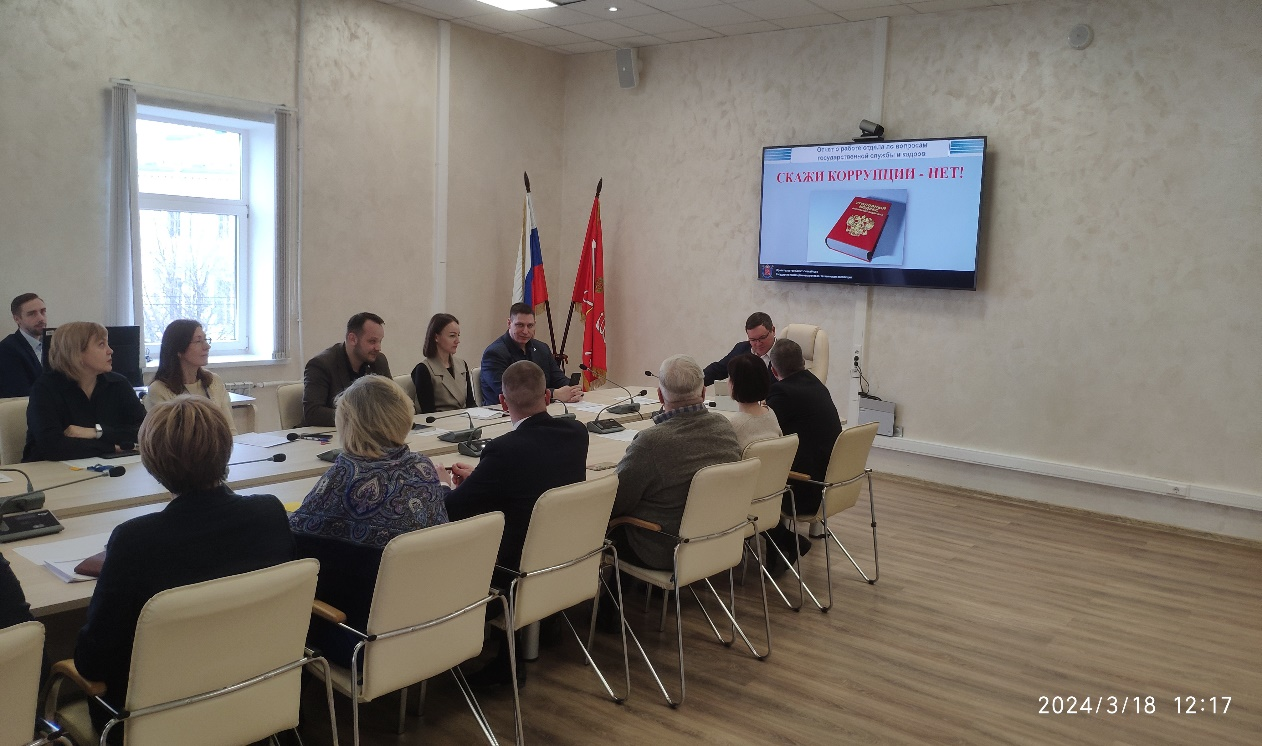 Отчет о работе отдела по вопросам
государственной службы и кадров
СКАЖИ КОРРУПЦИИ - НЕТ!
2024/3/18 12:17